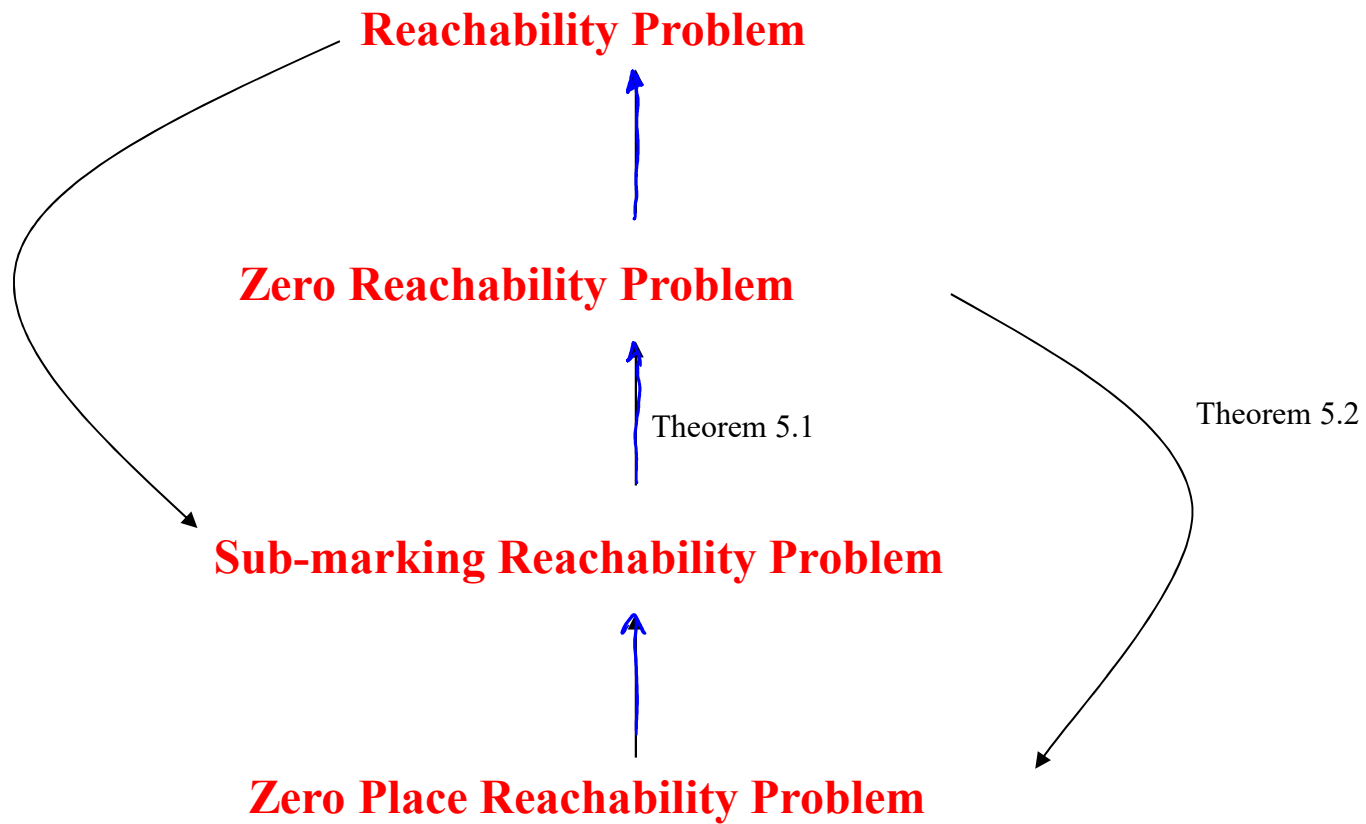 Reachability Problem
Zero Reachability Problem
Theorem 5.2
Theorem 5.1
Sub-marking Reachability Problem
Zero Place Reachability Problem